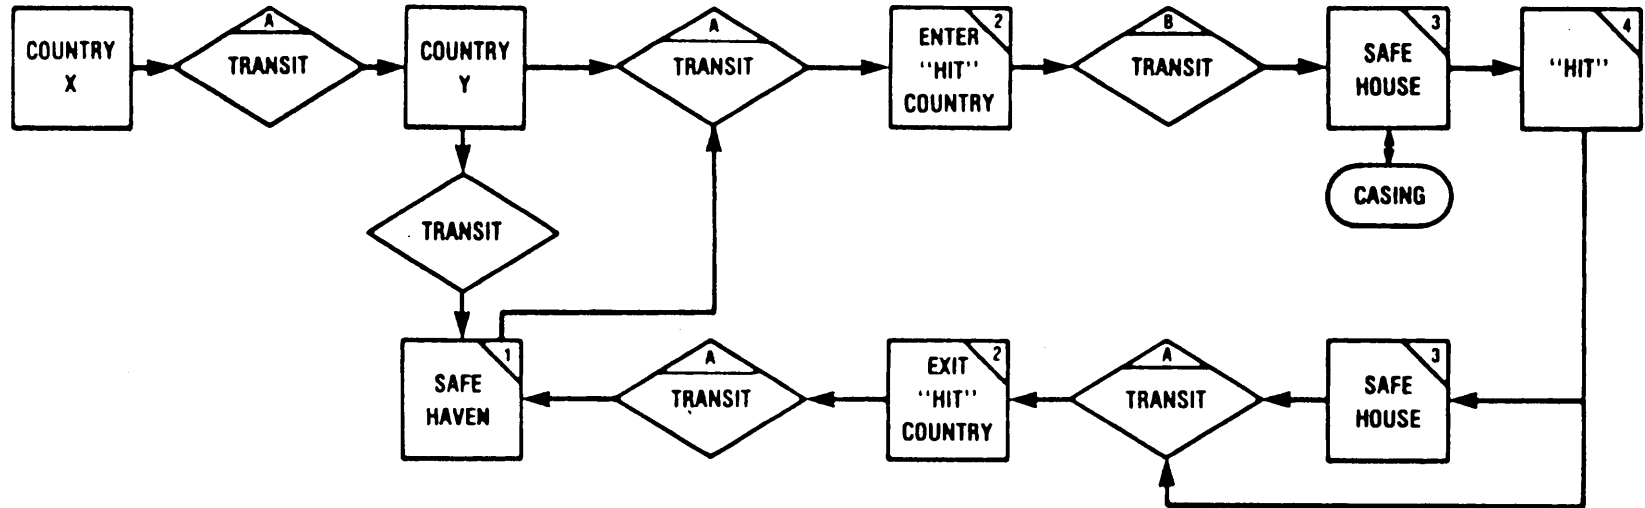 COUNTRY
X
A
TRANSIT
COUNTRY
Y
A
TRANSIT
2
ENTER
"HIT"
COUNTRY
B
TRANSIT
3
SAFE
HOUSE
4
"HIT"
CASING
TRANSIT
1
SAFE
HAVEN
A
TRANSIT
2
EXIT
"HIT"
COUNTRY
A
TRANSIT
3
SAFE
HOUSE